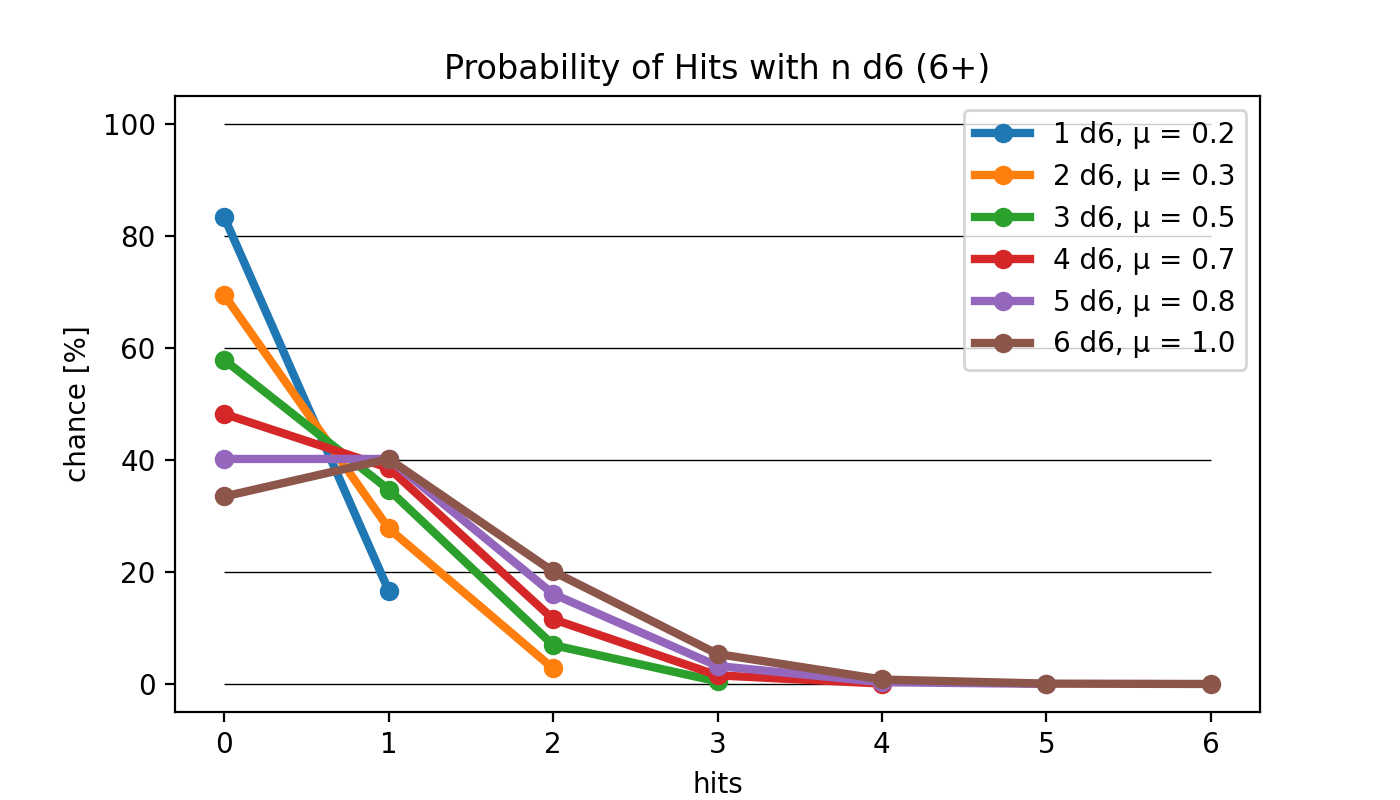 Probability of Hits with n d6 (6+)
chance [%]
100
80
60
40
20
0
1 d6, μ = 0.2
2 d6, μ = 0.3
3 d6, μ = 0.5
4 d6, μ = 0.7
5 d6, μ = 0.8
6 d6, μ = 1.0
0 1 2 3 4 5 6
hits